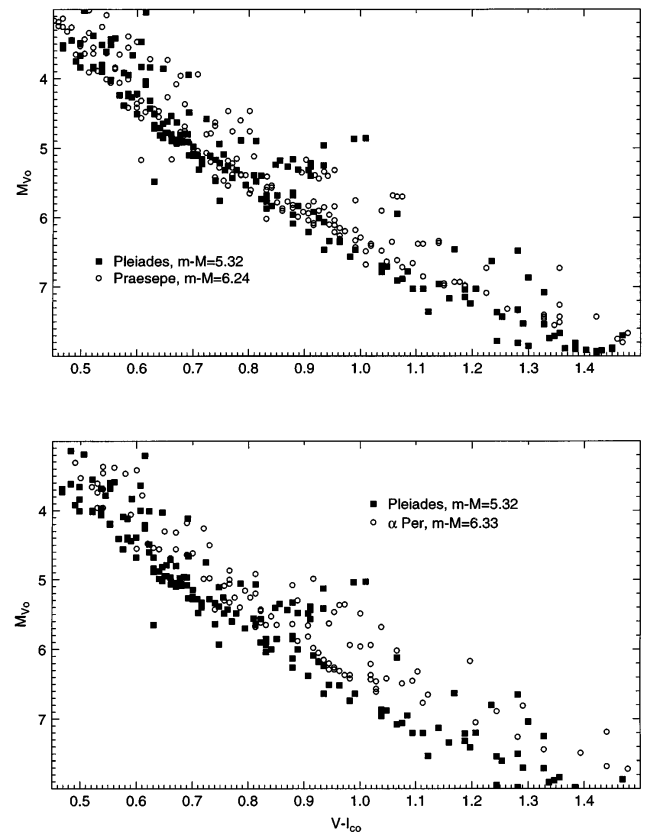 4
5
6
7
M_Vo
■ Pleiades, m-M=5.32
○ Praesepe, m-M=6.24
0.5 0.6 0.7 0.8 0.9 1.0 1.1 1.2 1.3 1.4
4
5
6
7
M_Vo
■ Pleiades, m-M=5.32
○ α Per, m-M=6.33
0.5 0.6 0.7 0.8 0.9 1.0 1.1 1.2 1.3 1.4
V-I_co